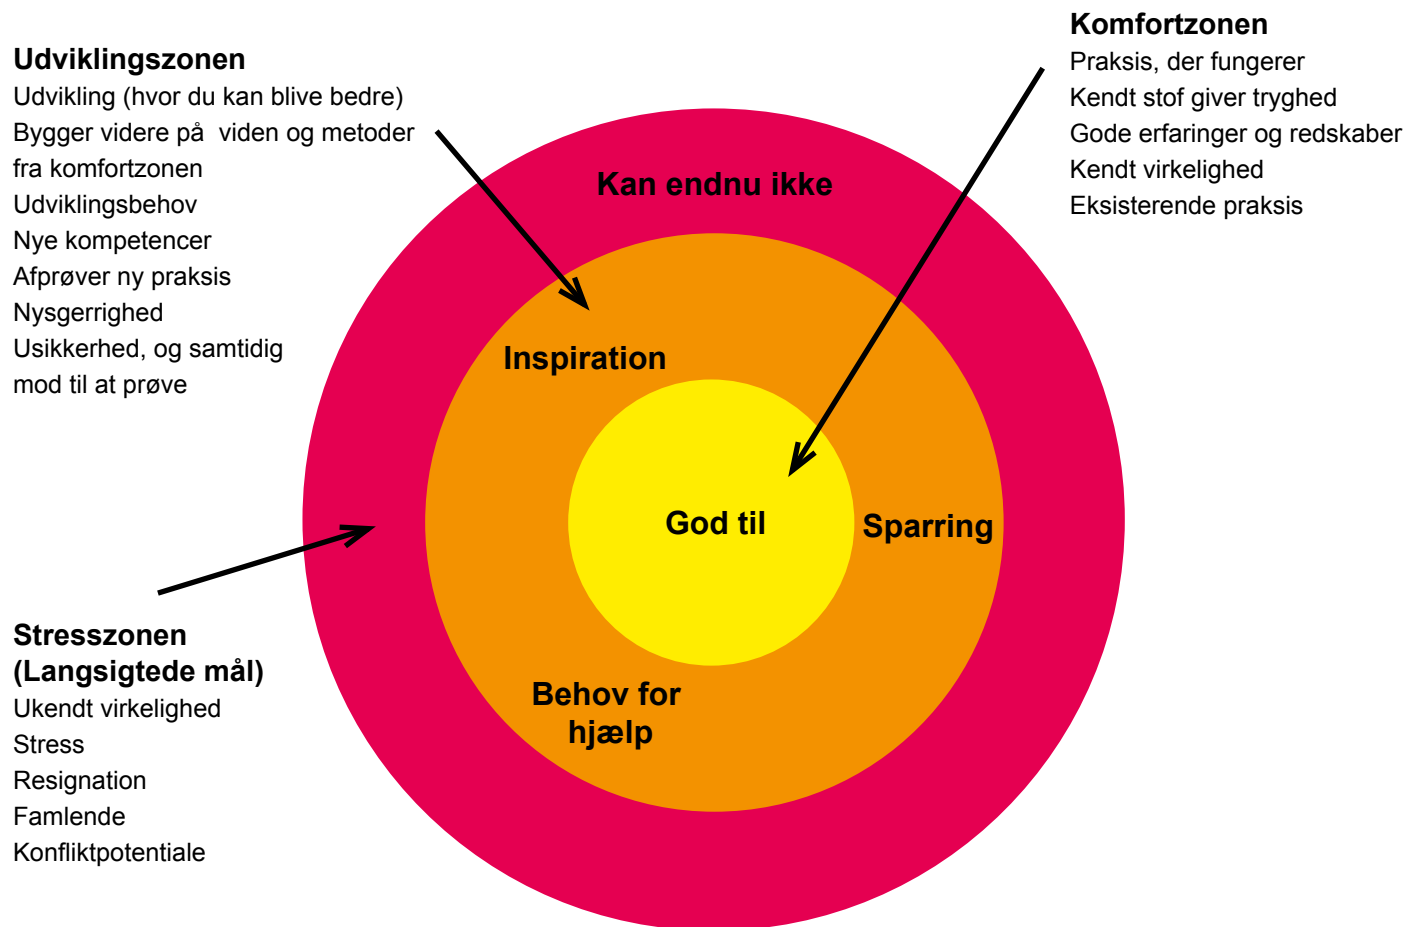 Udviklingszonen
Udvikling (hvor du kan blive bedre)
Bygger videre på  viden og metoder
fra komfortzonen
Udviklingsbehov
Nye kompetencer
Afprøver ny praksis
Nysgerrighed
Usikkerhed, og samtidig
mod til at prøve
Komfortzonen
Praksis, der fungerer
Kendt stof giver tryghed
Gode erfaringer og redskaber
Kendt virkelighed
Eksisterende praksis
Kan endnu ikke
Inspiration
God til
Sparring
Behov for
hjælp
Stresszonen
(Langsigtede mål)
Ukendt virkelighed
Stress
Resignation
Famlende
Konfliktpotentiale